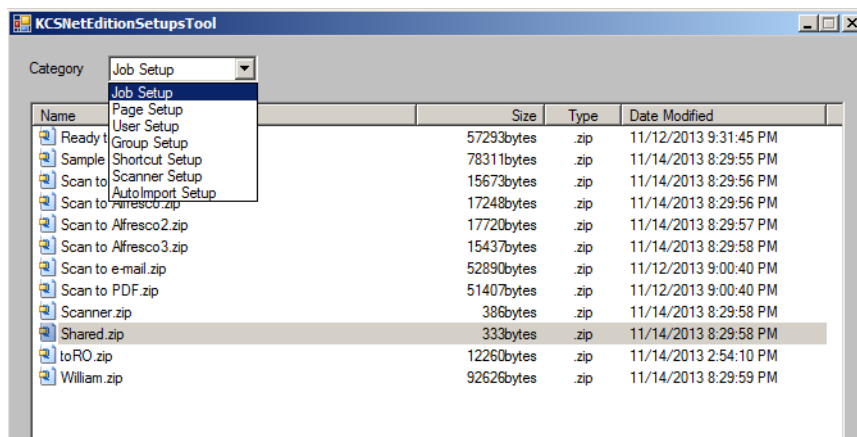 KCSNetEditionSetupsTool
Category Job Setup
Job Setup
Page Setup
User Setup
Group Setup
Shortcut Setup
Scanner Setup
AutoImport Setup
Name Size Type Date Modified
Ready t 57293bytes .zip 11/12/2013 9:31:45 PM
Sample 78311bytes .zip 11/14/2013 8:29:55 PM
Scan to 15673bytes .zip 11/14/2013 8:29:56 PM
Scan to Alfresco.zip 17248bytes .zip 11/14/2013 8:29:56 PM
Scan to Alfresco2.zip 17720bytes .zip 11/14/2013 8:29:57 PM
Scan to Alfresco3.zip 15437bytes .zip 11/14/2013 8:29:58 PM
Scan to e-mail.zip 52890bytes .zip 11/12/2013 9:00:40 PM
Scan to PDF.zip 51407bytes .zip 11/12/2013 9:00:40 PM
Scanner.zip 386bytes .zip 11/14/2013 8:29:58 PM
Shared.zip 333bytes .zip 11/14/2013 8:29:58 PM
toRO.zip 12260bytes .zip 11/14/2013 2:54:10 PM
William.zip 92626bytes .zip 11/14/2013 8:29:59 PM